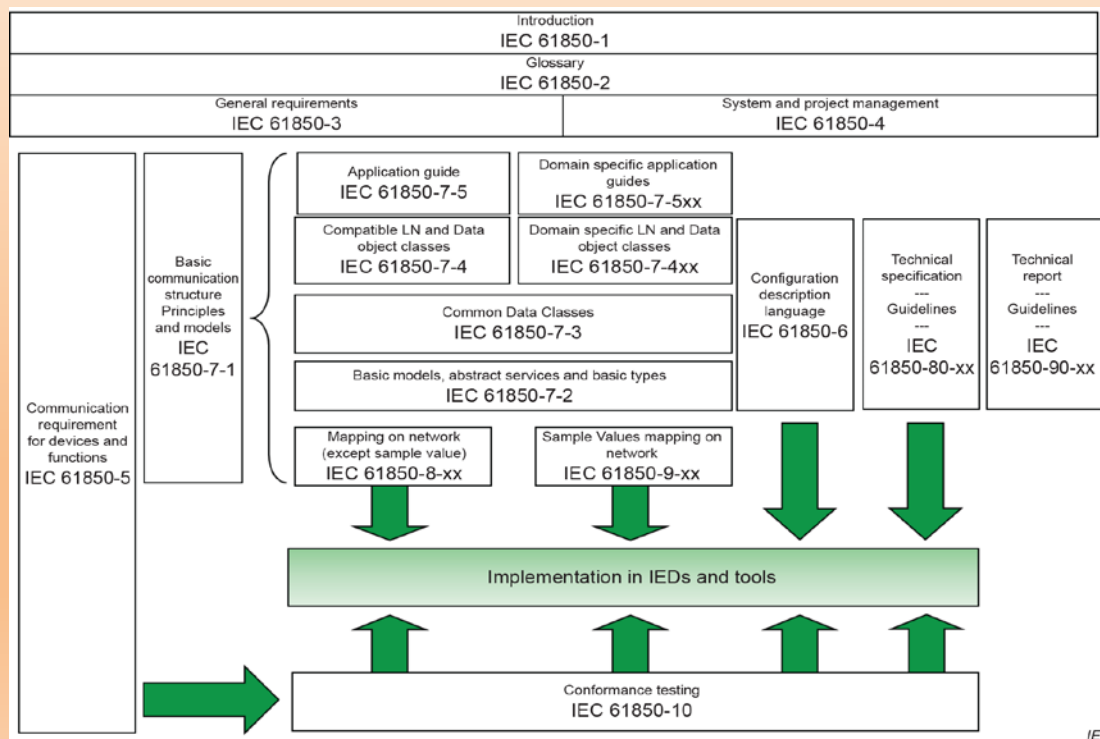 Introduction
IEC 61850-1
Glossary
IEC 61850-2
General requirements
IEC 61850-3
System and project management
IEC 61850-4
Communication
requirement
for devices and
functions
IEC 61850-5
Basic
communication
structure
Principles
and models
IEC
61850-7-1
Application guide
IEC 61850-7-5
Domain specific application
guides
IEC 61850-7-5xx
Compatible LN and Data
object classes
IEC 61850-7-4
Domain specific LN and Data
object classes
IEC 61850-7-4xx
Common Data Classes
IEC 61850-7-3
Basic models, abstract services and basic types
IEC 61850-7-2
Mapping on network
(except sample value)
IEC 61850-8-xx
Sample Values mapping on
network
IEC 61850-9-xx
Configuration
description
language
IEC 61850-6
Technical
specification
---
Guidelines
---
IEC
61850-80-xx
Technical
report
---
Guidelines
---
IEC
61850-90-xx
Implementation in IEDs and tools
Conformance testing
IEC 61850-10